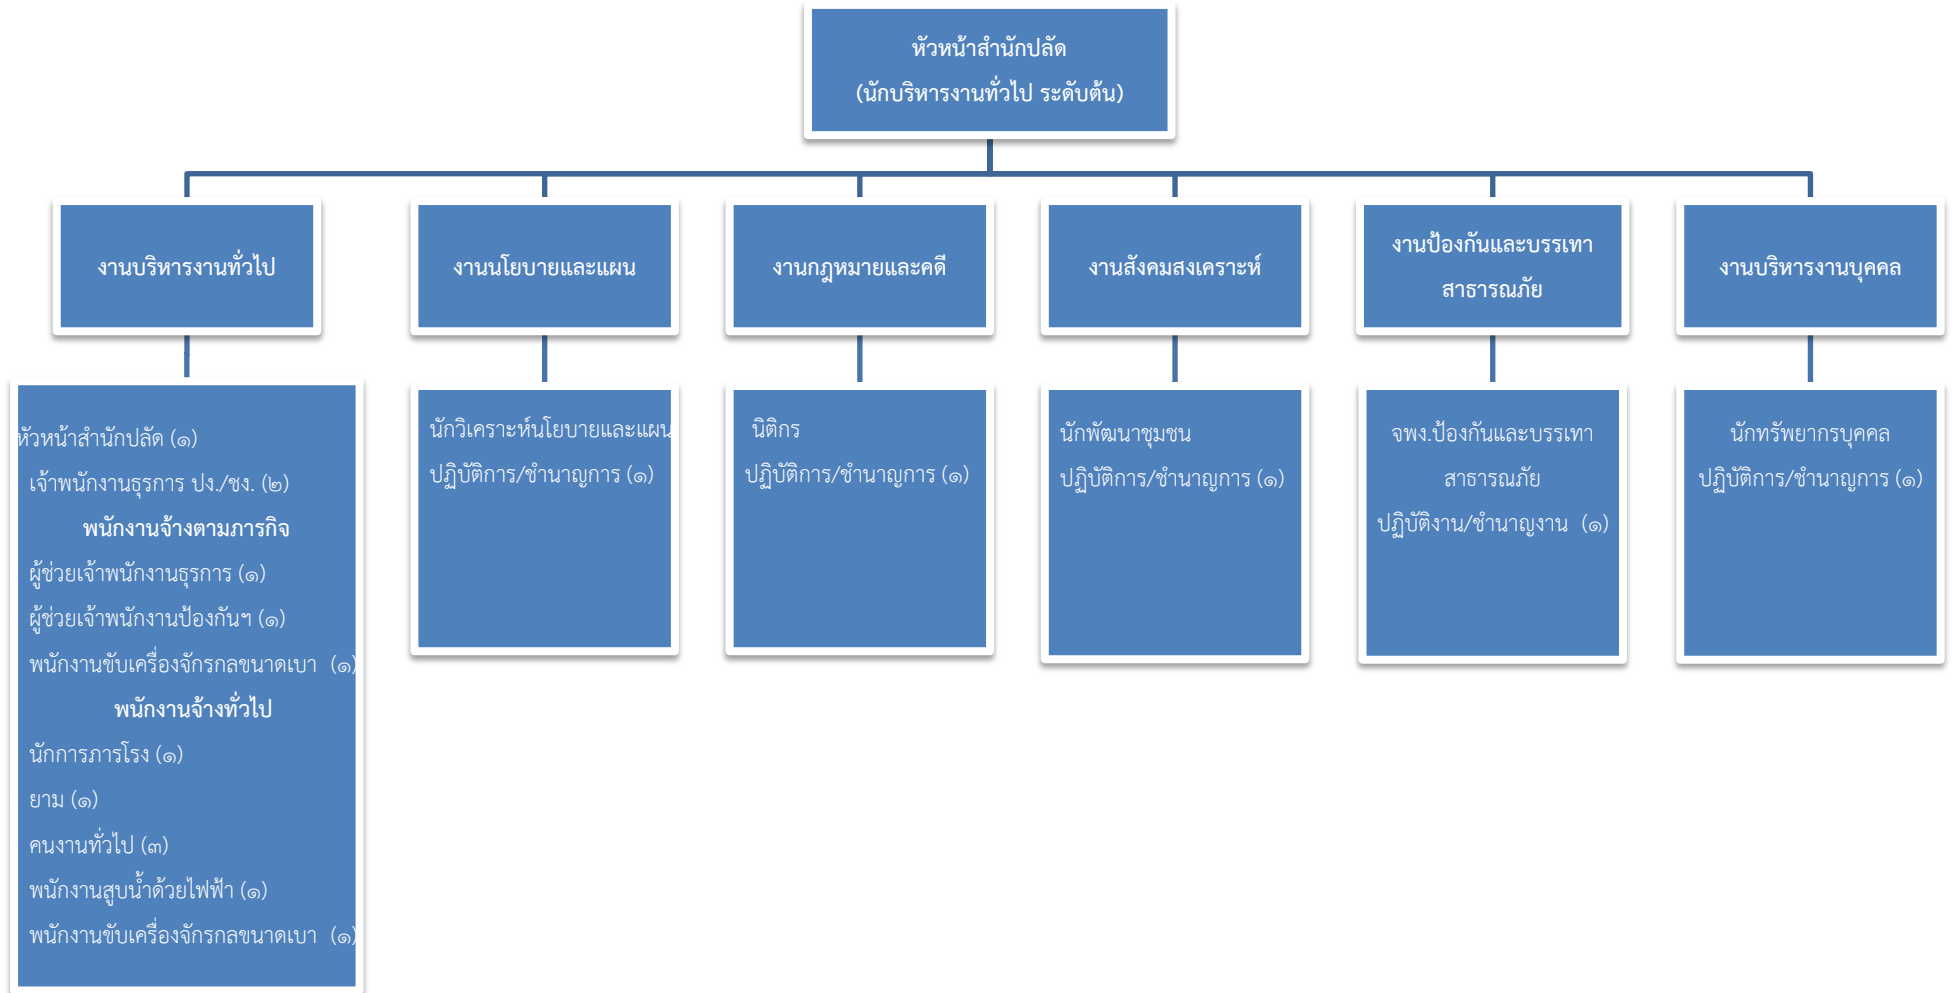 หัวหน้าสำนักปลัด
(นักบริหารงานทั่วไป ระดับต้น)
งานบริหารงานทั่วไป
งานนโยบายและแผน
งานกฎหมายและคดี
งานสังคมสงเคราะห์
งานป้องกันและบรรเทา
สาธารณภัย
งานบริหารงานบุคคล
หัวหน้าสำนักปลัด (๑)
เจ้าพนักงานธุรการ ปง./ชง. (๒)
พนักงานจ้างตามภารกิจ
ผู้ช่วยเจ้าพนักงานธุรการ (๑)
ผู้ช่วยเจ้าพนักงานป้องกันฯ (๑)
พนักงานขับเครื่องจักรกลขนาดเบา (๑)
พนักงานจ้างทั่วไป
นักการภารโรง (๑)
ยาม (๑)
คนงานทั่วไป (๓)
พนักงานสูบน้ำด้วยไฟฟ้า (๑)
พนักงานขับเครื่องจักรกลขนาดเบา (๑)
นักวิเคราะห์นโยบายและแผน
ปฏิบัติการ/ชำนาญการ (๑)
นิติกร
ปฏิบัติการ/ชำนาญการ (๑)
นักพัฒนาชุมชน
ปฏิบัติการ/ชำนาญการ (๑)
จพง.ป้องกันและบรรเทา
สาธารณภัย
ปฏิบัติงาน/ชำนาญงาน (๑)
นักทรัพยากรบุคคล
ปฏิบัติการ/ชำนาญการ (๑)